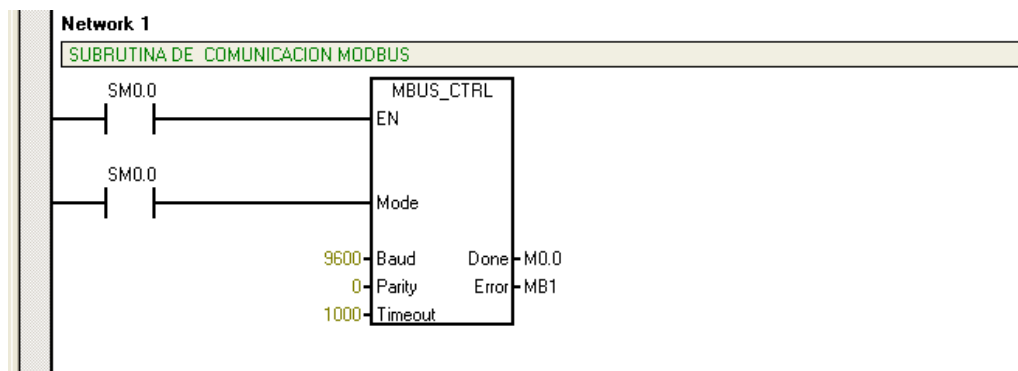 Network 1
SUBRUTINA DE COMUNICACION MODBUS
SM0.0
MBUS_CTRL
EN
SM0.0
Mode
9600 Baud Done M0.0
0 Parity Error MB1
1000 Timeout